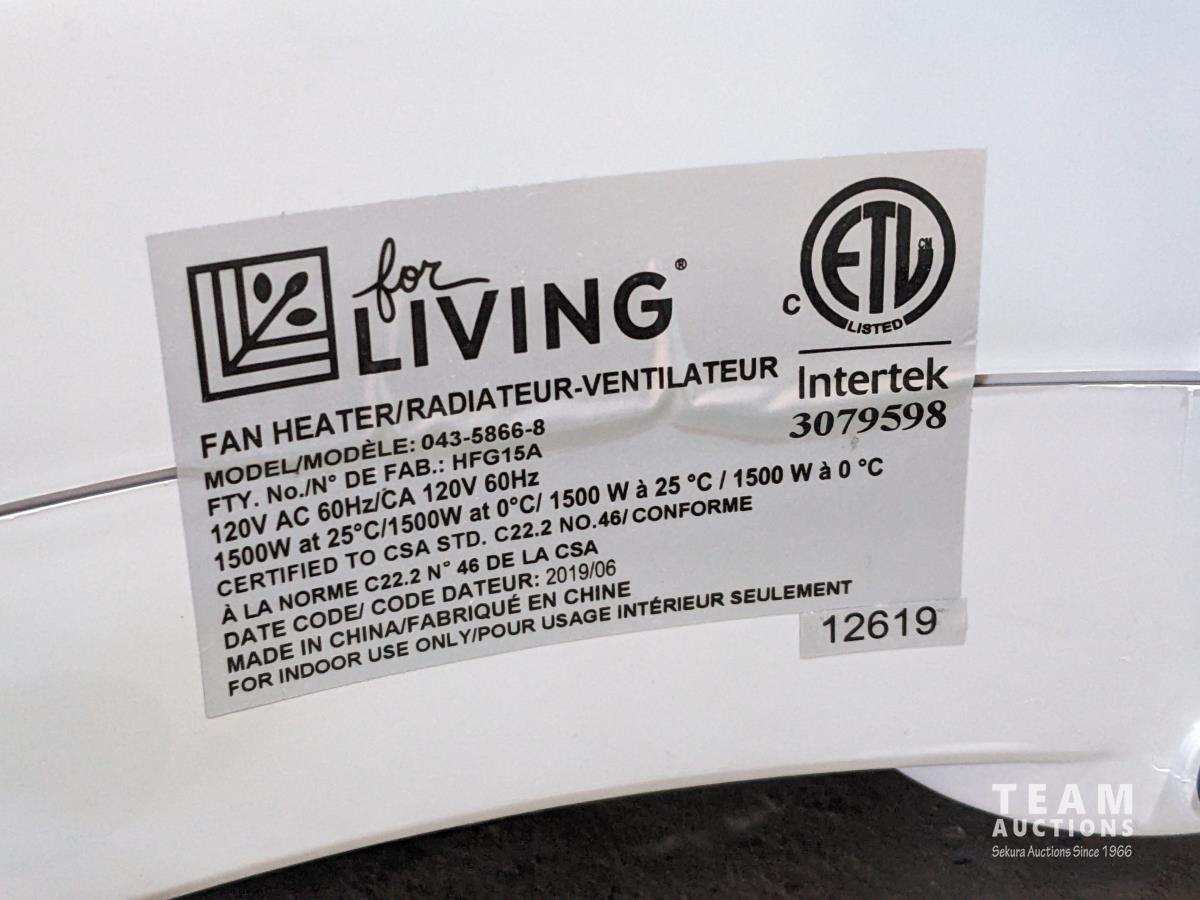 for
LIVING®
C
ETL CM
LISTED
Intertek
3079598
FAN HEATER/RADIATEUR-VENTILATEUR
MODEL/MODÈLE: 043-5866-8
FTY. No./N° DE FAB.: HFG15A
120V AC 60Hz/CA 120V 60Hz
1500W at 25°C/1500W at 0°C/ 1500 W à 25 °C / 1500 W à 0 °C
CERTIFIED TO CSA STD. C22.2 NO.46/ CONFORME
À LA NORME C22.2 N° 46 DE LA CSA
DATE CODE/ CODE DATEUR: 2019/06
MADE IN CHINA/FABRIQUÉ EN CHINE
FOR INDOOR USE ONLY/POUR USAGE INTÉRIEUR SEULEMENT
12619
TEAM
AUCTIONS
Sekura Auctions Since 1966